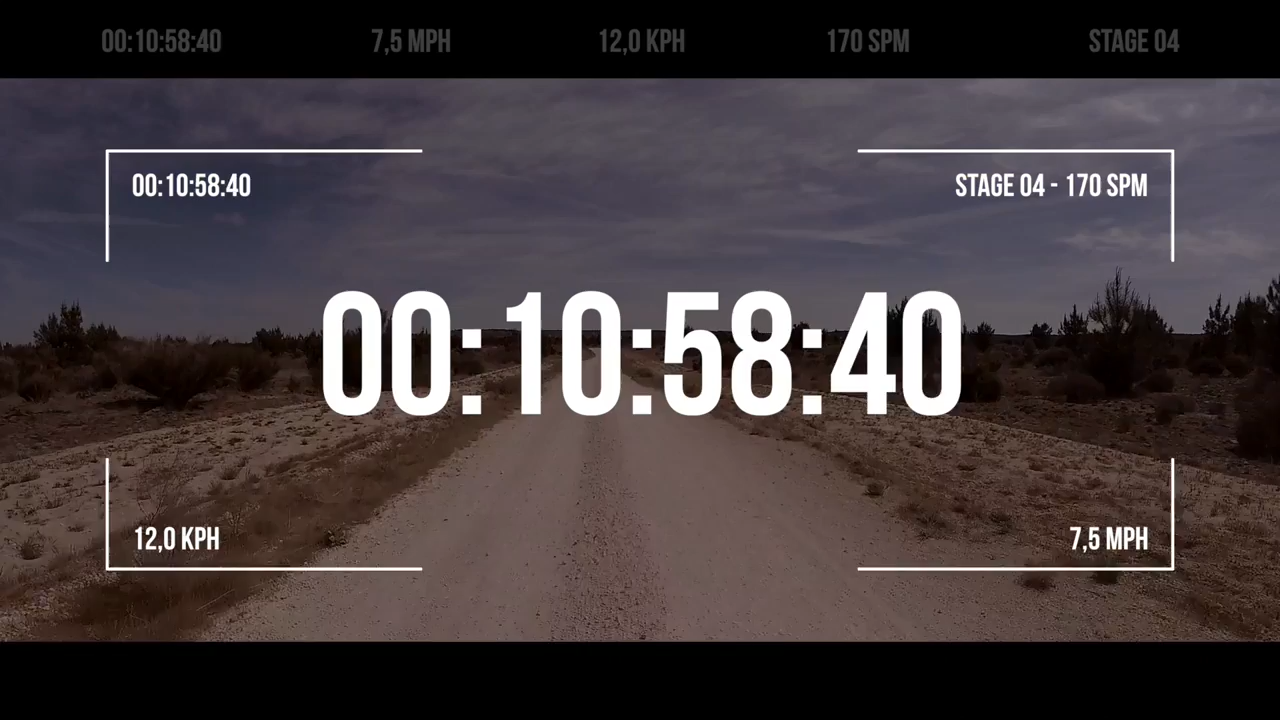 00:10:58:40 7,5 MPH 12,0 KPH 170 SPM STAGE 04
00:10:58:40 STAGE 04 - 170 SPM
00:10:58:40
12,0 KPH 7,5 MPH